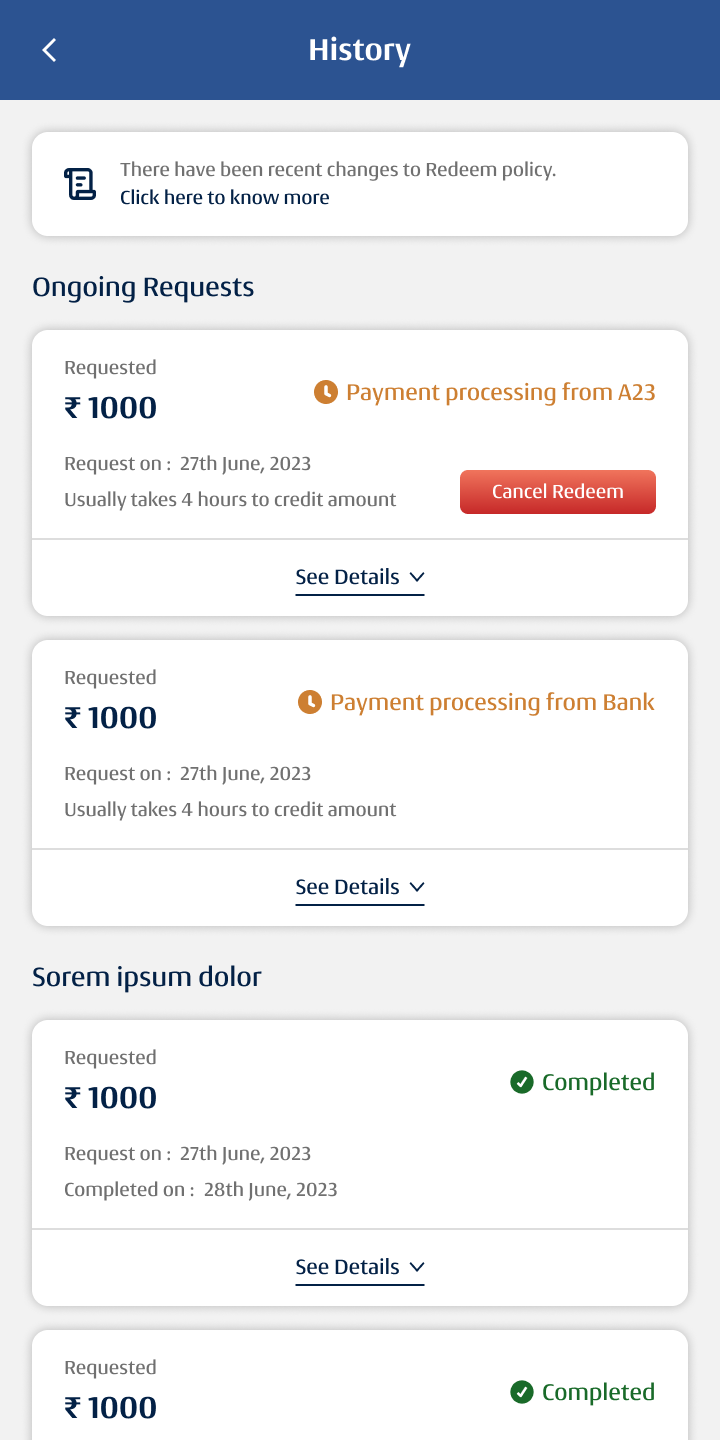 History
There have been recent changes to Redeem policy.
Click here to know more
Ongoing Requests
Requested
₹ 1000
Payment processing from A23
Request on : 27th June, 2023
Usually takes 4 hours to credit amount
Cancel Redeem
See Details
Requested
₹ 1000
Payment processing from Bank
Request on : 27th June, 2023
Usually takes 4 hours to credit amount
See Details
Sorem ipsum dolor
Requested
₹ 1000
Completed
Request on : 27th June, 2023
Completed on : 28th June, 2023
See Details
Requested
₹ 1000
Completed